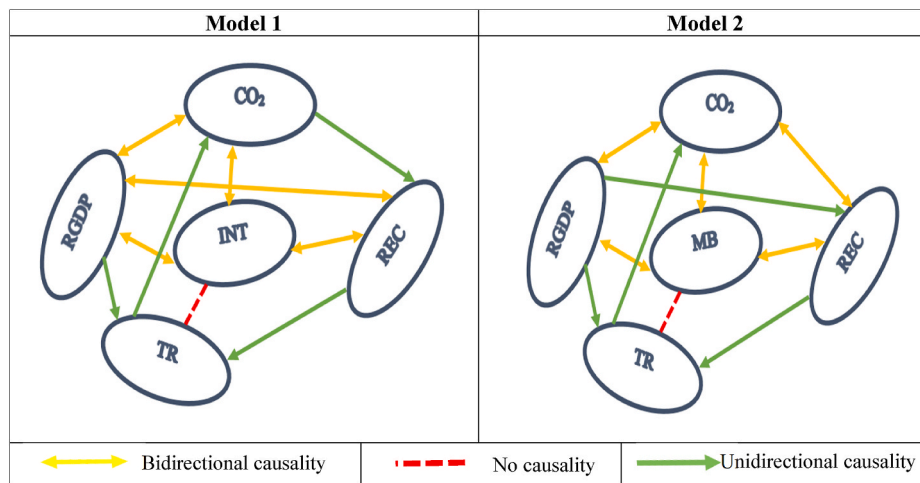 Model 1
Model 2
CO₂
RGDP
INT
REC
TR
CO₂
RGDP
MB
REC
TR
Bidirectional causality
No causality
Unidirectional causality